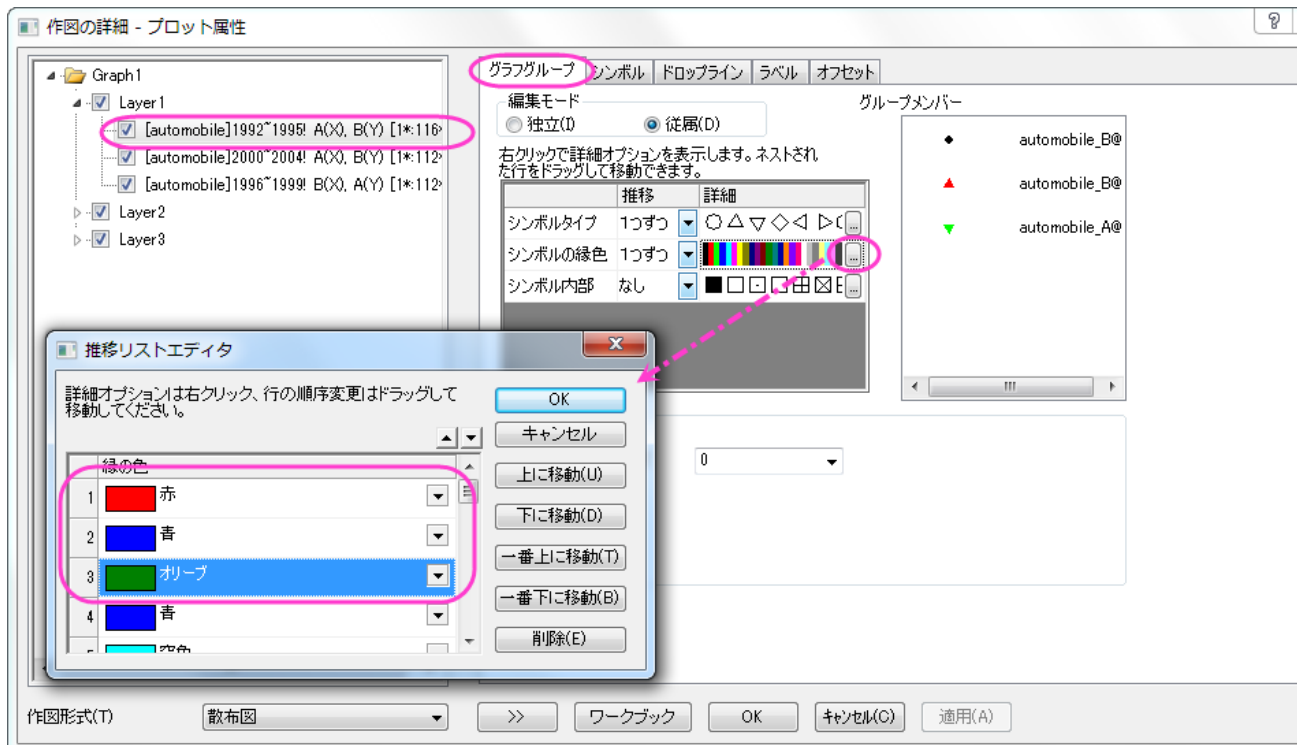 作図の詳細 - プロット属性
Graph1
Layer1
[automobile]1992~1995! A(X), B(Y) [1*:116
[automobile]2000~2004! A(X), B(Y) [1*:112
[automobile]1996~1999! B(X), A(Y) [1*:112
Layer2
Layer3
グラフグループ シンボル ドロップライン ラベル オフセット
編集モード
独立(I) 従属(D)
右クリックで詳細オプションを表示します。ネストされ
た行をドラッグして移動できます。
推移 詳細
シンボルタイプ 1つずつ ...
シンボルの縁色 1つずつ ...
シンボル内部 なし ...
グループメンバー
automobile_B@
automobile_B@
automobile_A@
0
推移リストエディタ
詳細オプションは右クリック、行の順序変更はドラッグして
移動してください。
縁の色
1 赤
2 青
3 オリーブ
4 青
空色
OK
キャンセル
上に移動(U)
下に移動(D)
一番上に移動(T)
一番下に移動(B)
削除(E)
作図形式(T) 散布図 >> ワークブック OK キャンセル(C) 適用(A)